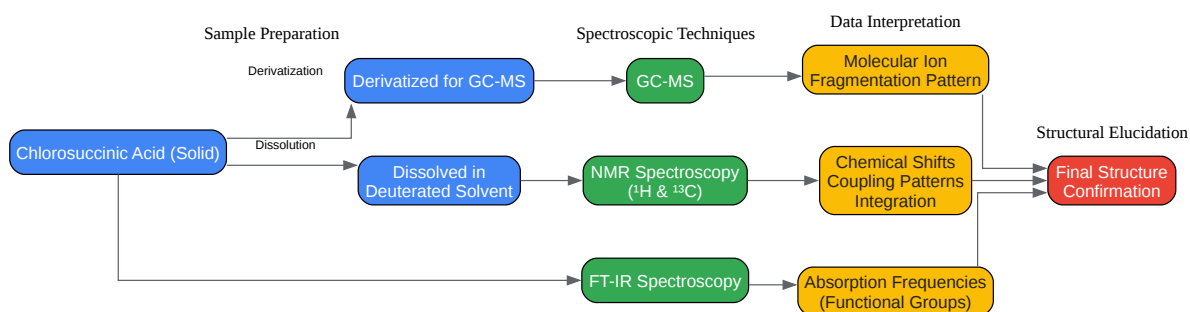 Sample Preparation
Spectroscopic Techniques
Data Interpretation
Structural Elucidation
Derivatization
Dissolution
Chlorosuccinic Acid (Solid)
Derivatized for GC-MS
GC-MS
Molecular Ion
Fragmentation Pattern
Dissolved in
Deuterated Solvent
NMR Spectroscopy
(¹H & ¹³C)
Chemical Shifts
Coupling Patterns
Integration
Final Structure
Confirmation
FT-IR Spectroscopy
Absorption Frequencies
(Functional Groups)